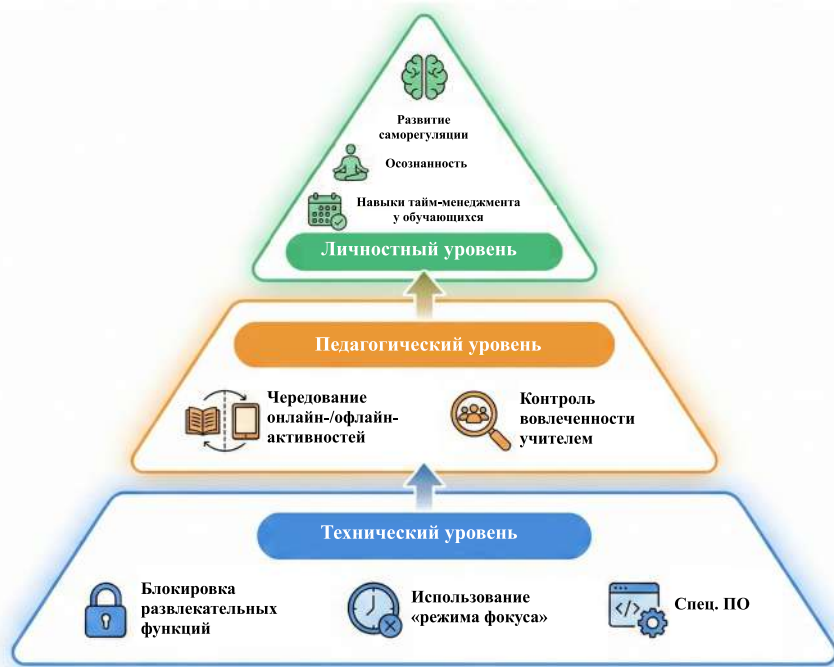 Развитие
саморегуляции
Осознанность
Навыки тайм-менеджмента
у обучающихся
Личностный уровень
Педагогический уровень
Чередование
онлайн-/офлайн-
активностей
Контроль
вовлеченности
учителем
Технический уровень
Блокировка
развлекательных
функций
Использование
«режима фокуса»
</>
Спец. ПО